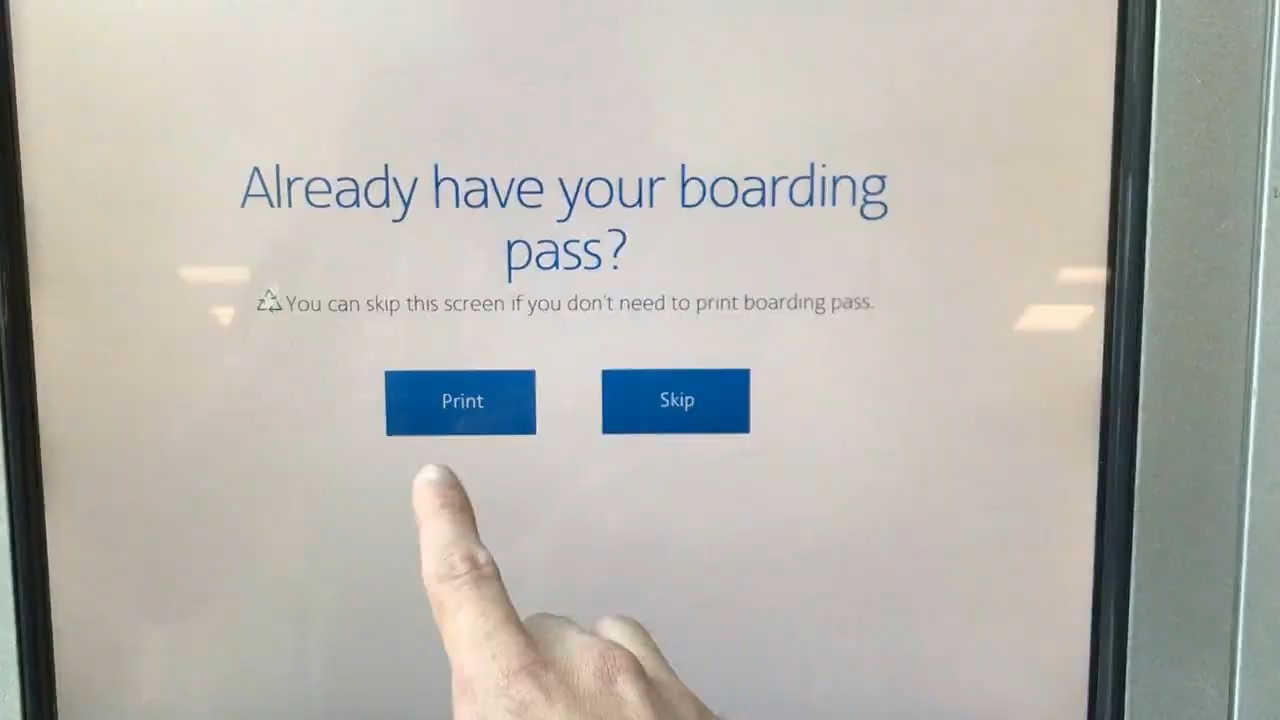 Already have your boarding
pass?
You can skip this screen if you don't need to print boarding pass.
Print
Skip